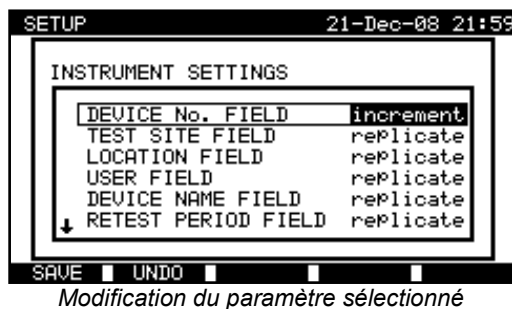 SETUP 21-Dec-08 21:59
INSTRUMENT SETTINGS
DEVICE No. FIELD increment
TEST SITE FIELD replicate
LOCATION FIELD replicate
USER FIELD replicate
DEVICE NAME FIELD replicate
RETEST PERIOD FIELD replicate
SAVE UNDO
Modification du paramètre sélectionné